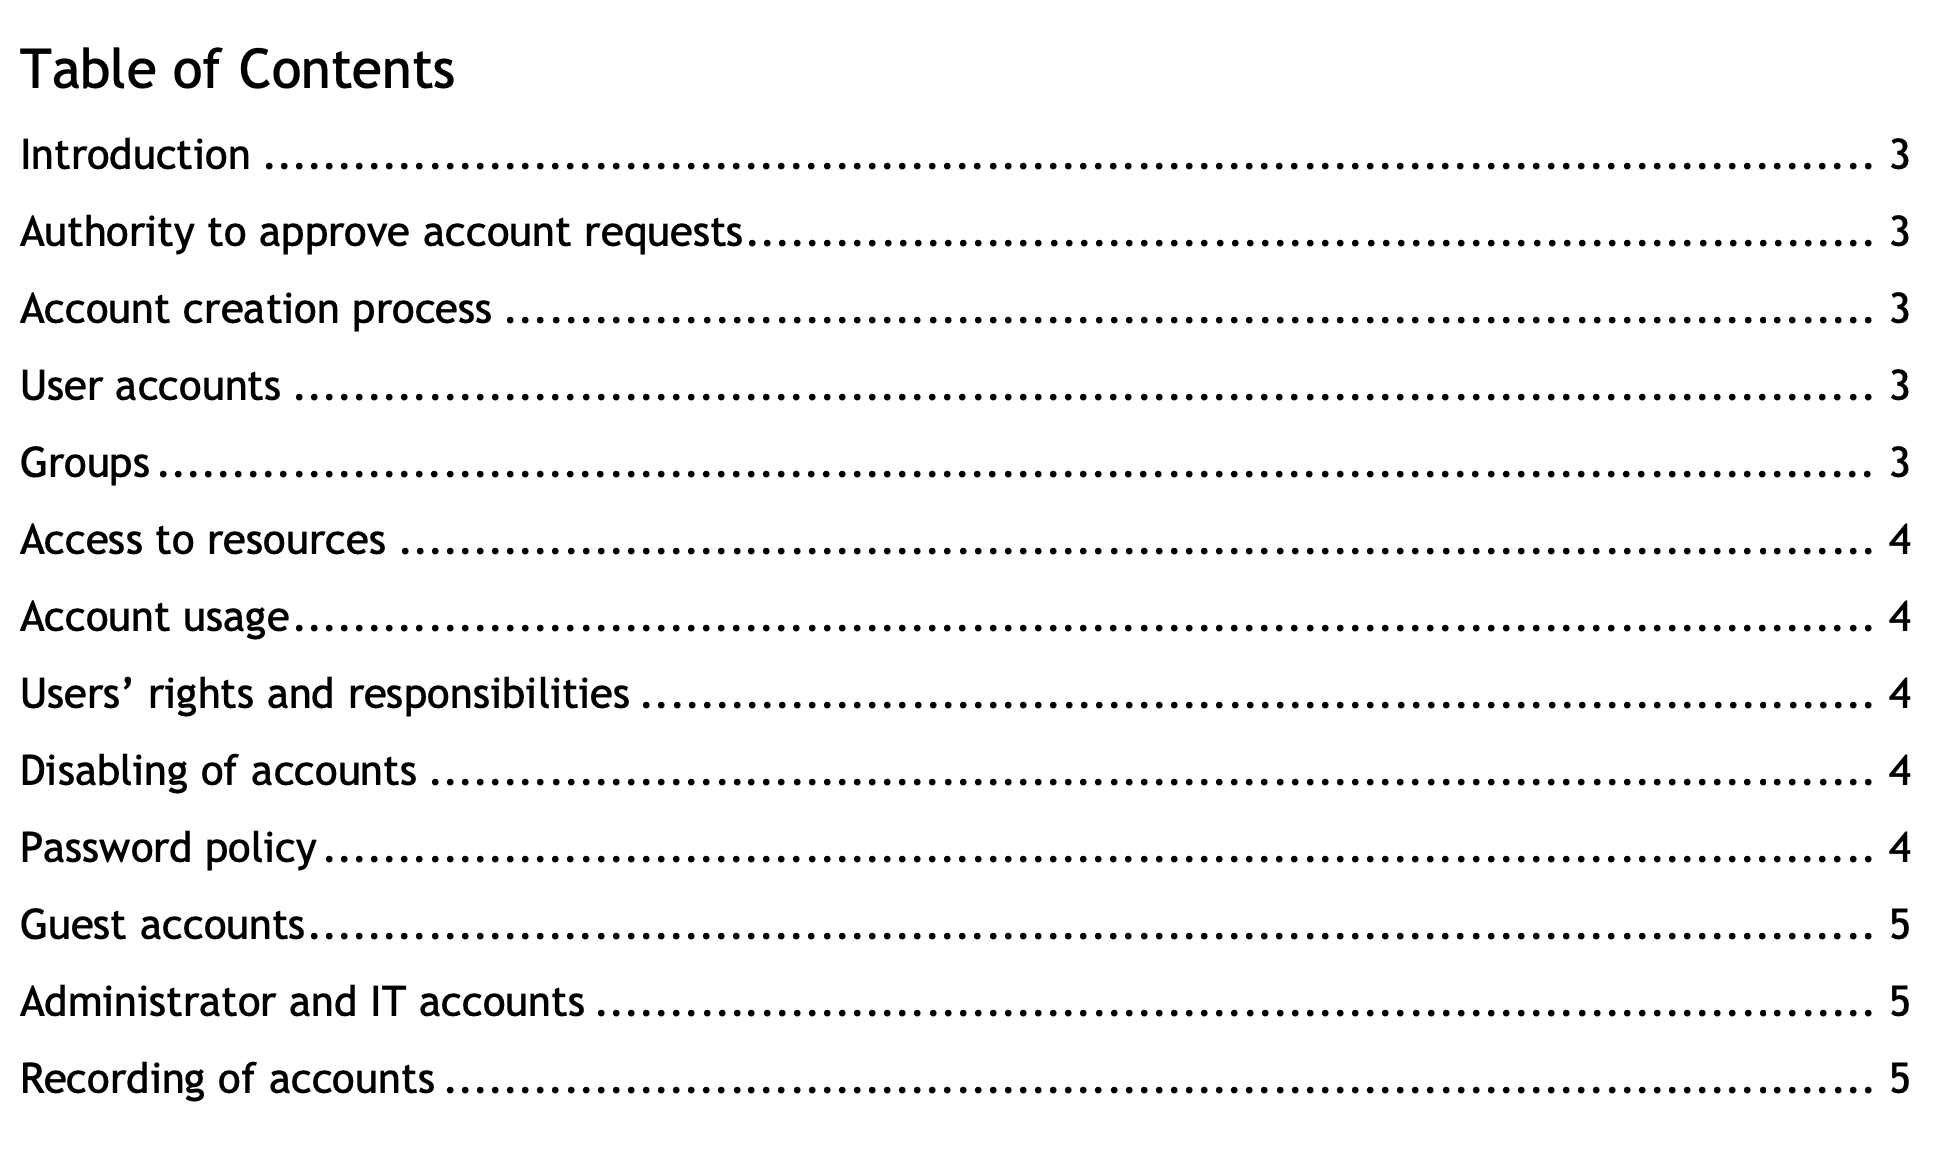 Table of Contents
Introduction ........................................................................................................ 3
Authority to approve account requests........................................................................... 3
Account creation process ........................................................................................... 3
User accounts ...................................................................................................... 3
Groups ............................................................................................................... 3
Access to resources ................................................................................................. 4
Account usage........................................................................................................ 4
Users’ rights and responsibilities .................................................................................. 4
Disabling of accounts ............................................................................................... 4
Password policy ..................................................................................................... 4
Guest accounts....................................................................................................... 5
Administrator and IT accounts ...................................................................................... 5
Recording of accounts ............................................................................................... 5